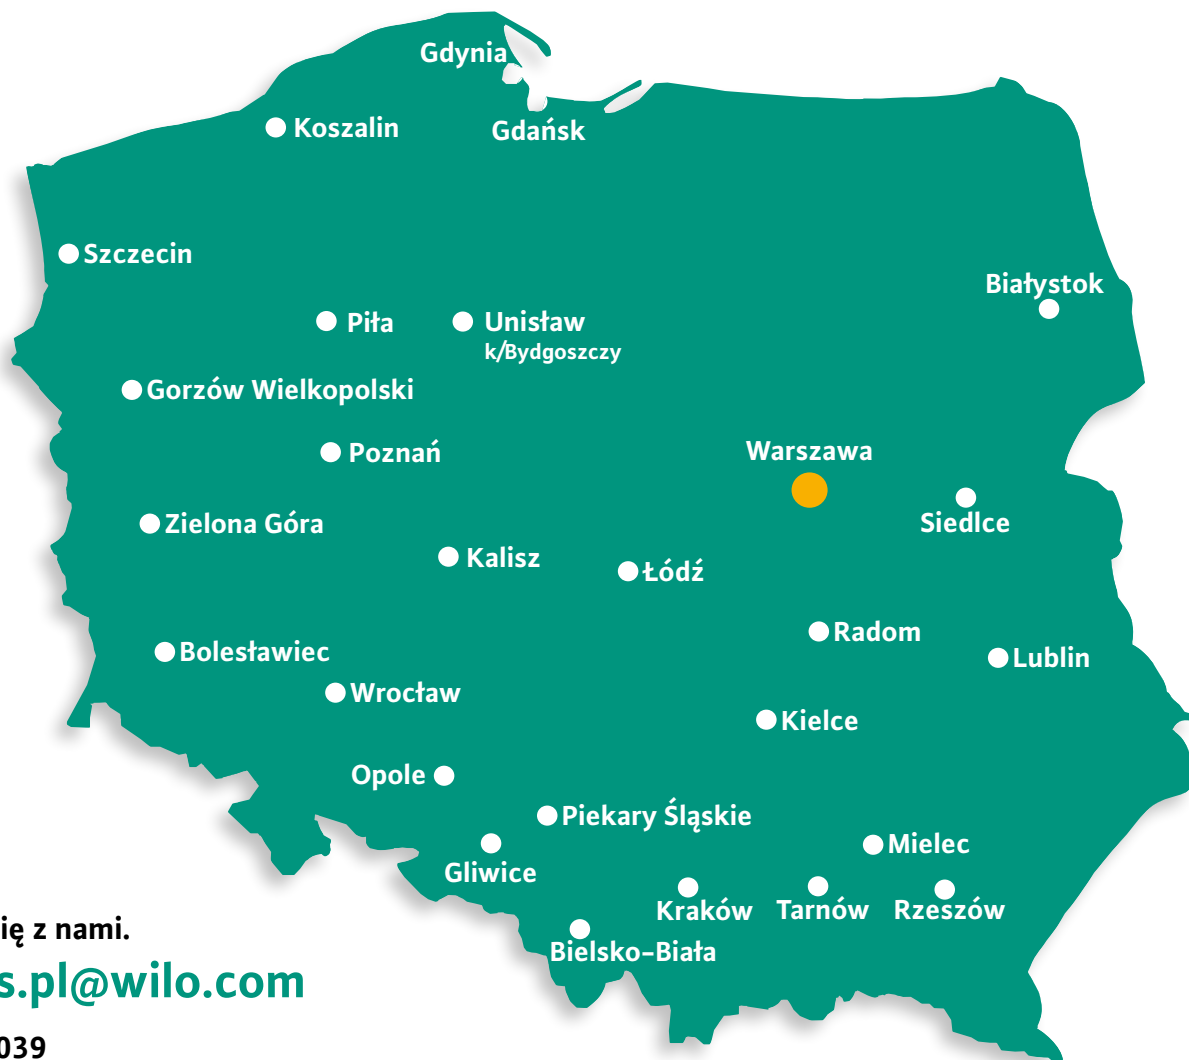 Gdynia
Koszalin
Gdańsk
Szczecin
Białystok
Piła
Unisław
k/Bydgoszczy
Gorzów Wielkopolski
Warszawa
Poznań
Siedlce
Zielona Góra
Kalisz
Łódź
Radom
Bolesławiec
Lublin
Wrocław
Kielce
Opole
Piekary Śląskie
Mielec
Gliwice
Kraków
Tarnów
Rzeszów
ię z nami.
Bielsko-Biała
s.pl@wilo.com
039